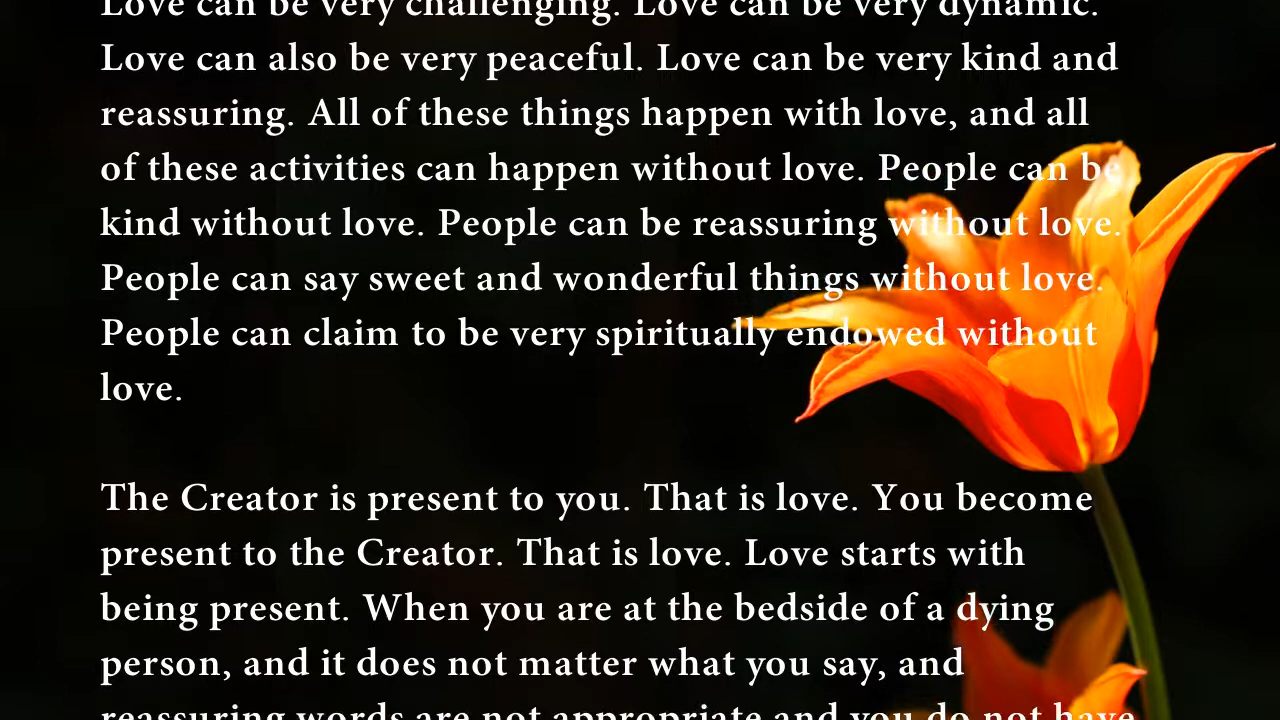 Love can be very challenging. Love can be very dynamic.
Love can also be very peaceful. Love can be very kind and
reassuring. All of these things happen with love, and all
of these activities can happen without love. People can be
kind without love. People can be reassuring without love.
People can say sweet and wonderful things without love.
People can claim to be very spiritually endowed without
love.
The Creator is present to you. That is love. You become
present to the Creator. That is love. Love starts with
being present. When you are at the bedside of a dying
person, and it does not matter what you say, and
reassuring words are not appropriate and you do not have